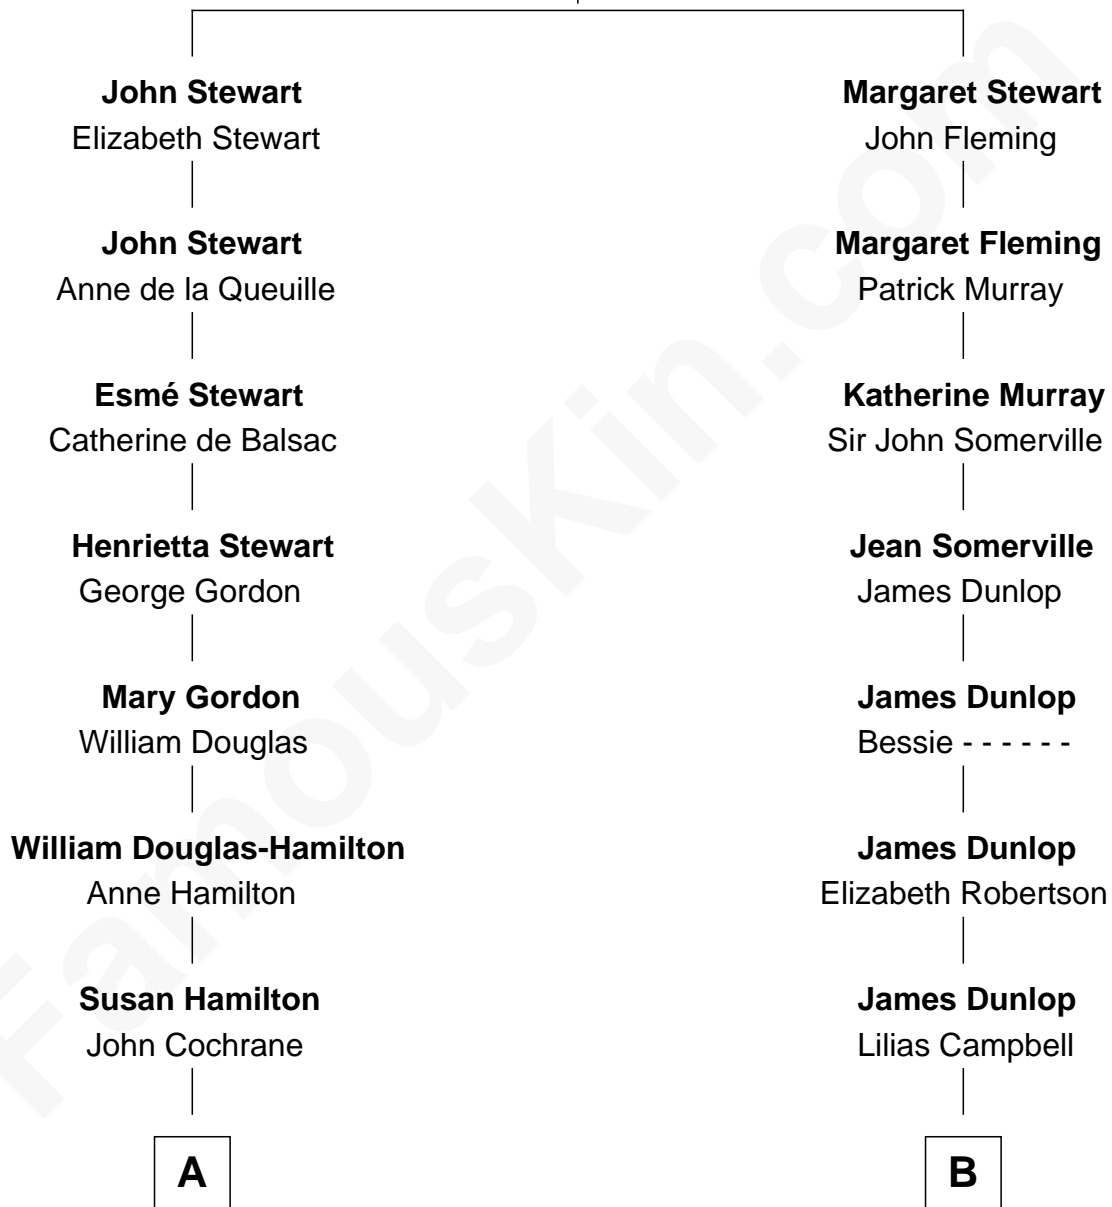 John Stewart
Elizabeth Stewart
John Stewart
Anne de la Queuille
Esmé Stewart
Catherine de Balsac
Henrietta Stewart
George Gordon
Mary Gordon
William Douglas
William Douglas-Hamilton
Anne Hamilton
Susan Hamilton
John Cochrane
A
Margaret Stewart
John Fleming
Margaret Fleming
Patrick Murray
Katherine Murray
Sir John Somerville
Jean Somerville
James Dunlop
James Dunlop
Bessie - - - - - -
James Dunlop
Elizabeth Robertson
James Dunlop
Lilias Campbell
B
FamousKin.com